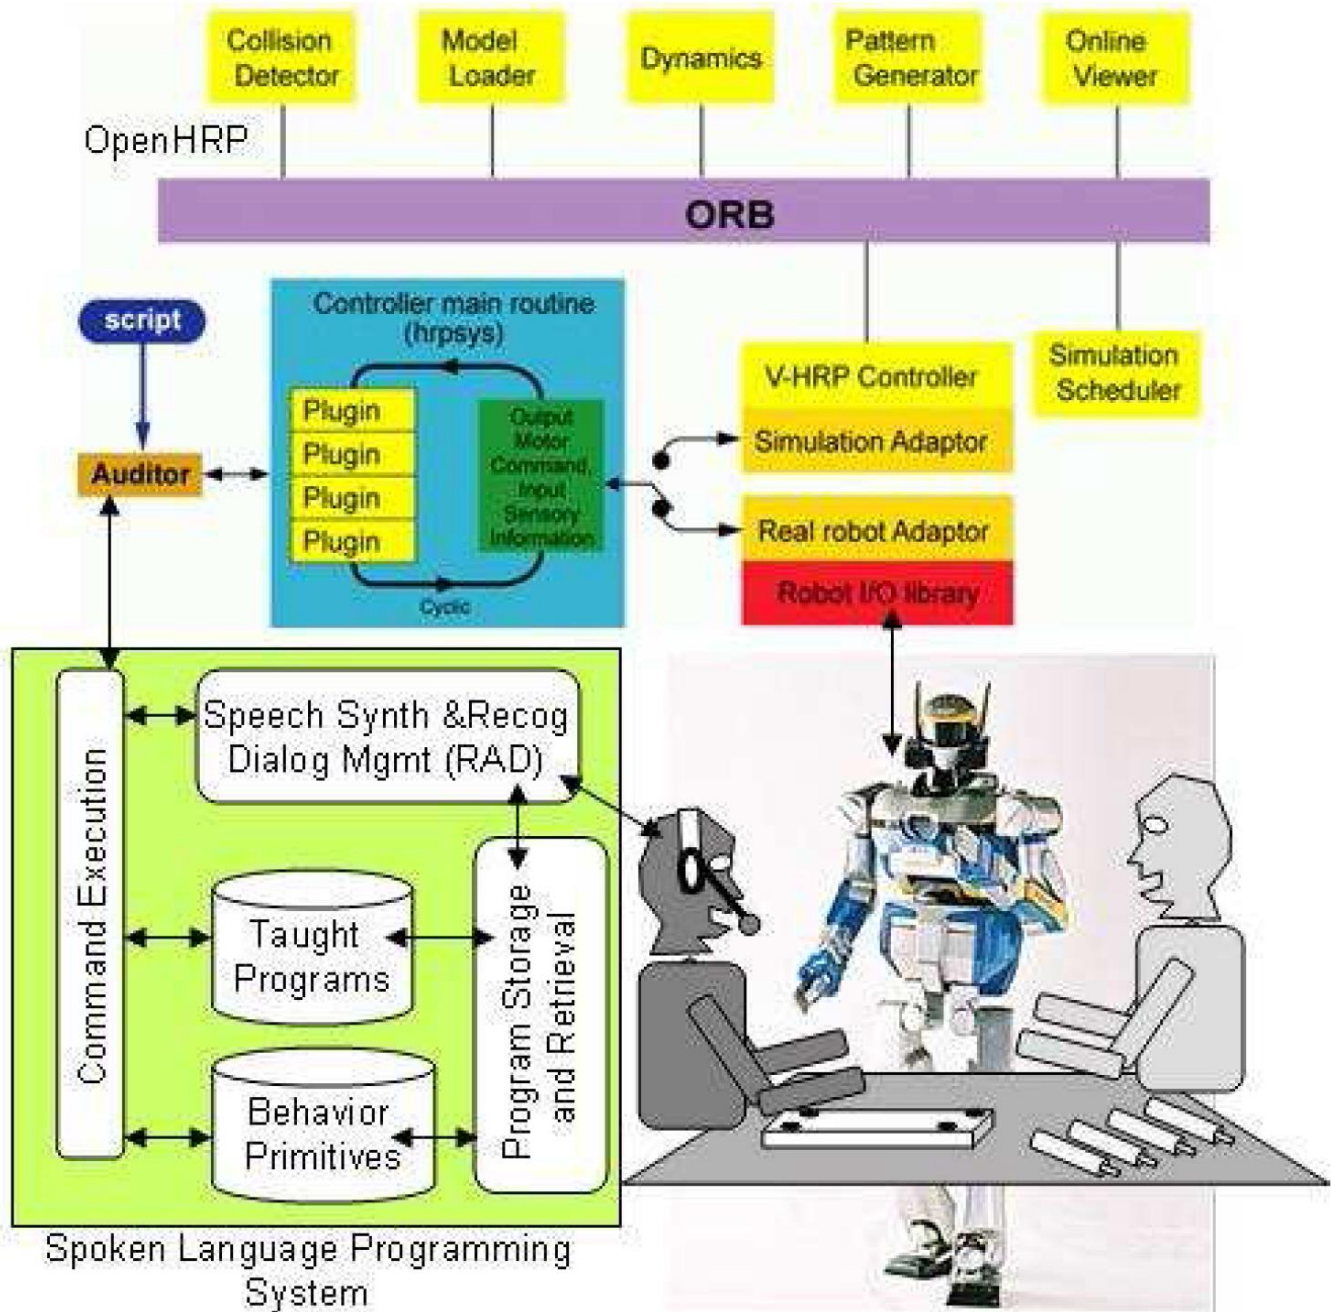 Collision
Detector
Model
Loader
Dynamics
Pattern
Generator
Online
Viewer
OpenHRP
ORB
script
Controller main routine
(hrpsys)
Plugin
Plugin
Plugin
Plugin
Output
Motor
Command,
Input
Sensory
Information
Cyclic
Auditor
V-HRP Controller
Simulation Adaptor
Simulation
Scheduler
Real robot Adaptor
Robot I/O library
Command Execution
Speech Synth &Recog
Dialog Mgmt (RAD)
Taught
Programs
Behavior
Primitives
Program Storage
and Retrieval
Spoken Language Programming
System